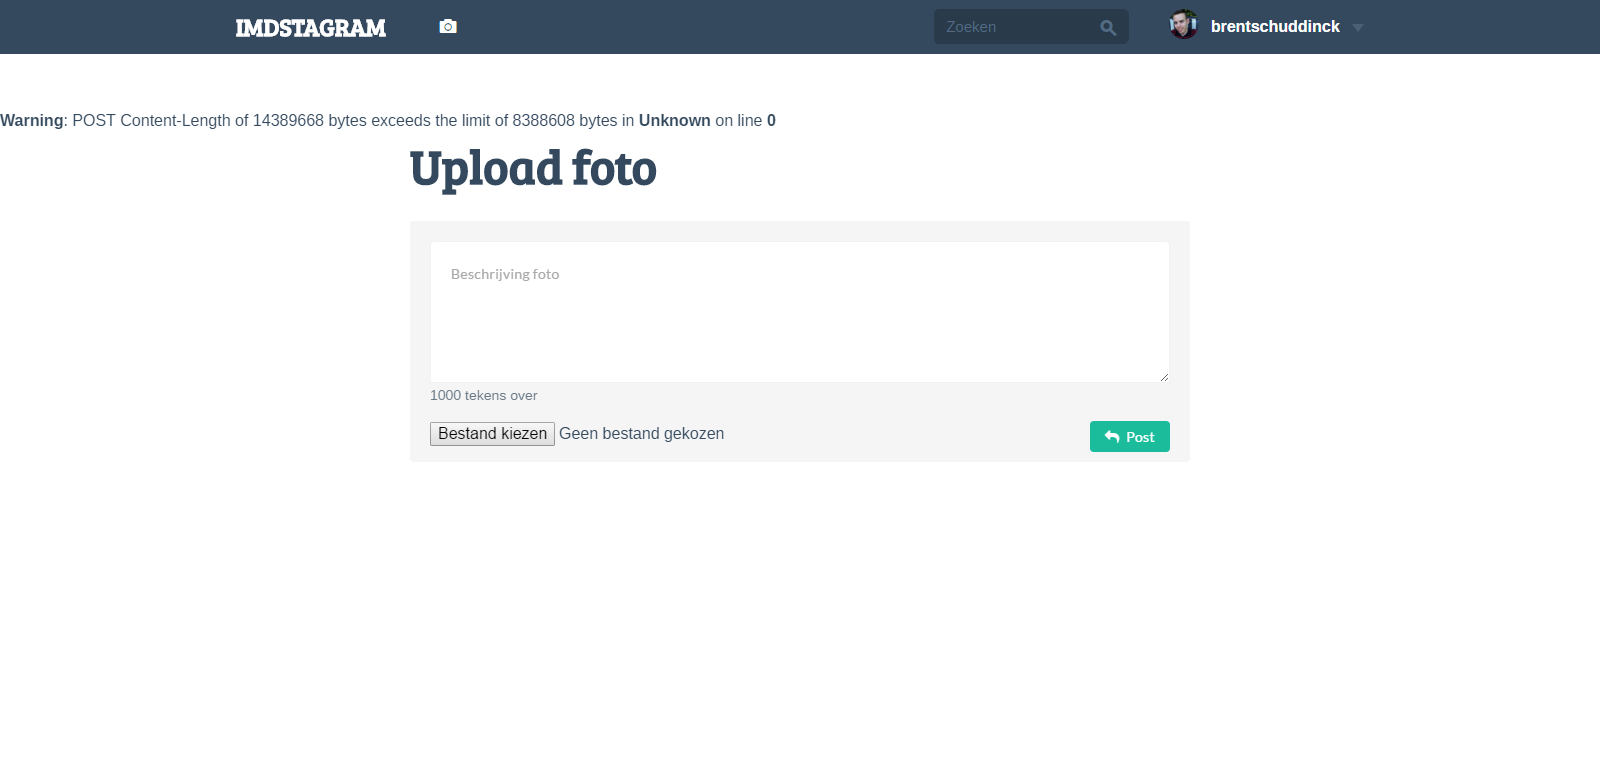 IMDSTAGRAM
Zoeken
brentschuddinck
Warning: POST Content-Length of 14389668 bytes exceeds the limit of 8388608 bytes in Unknown on line 0
Upload foto
Beschrijving foto
1000 tekens over
Bestand kiezen Geen bestand gekozen
Post